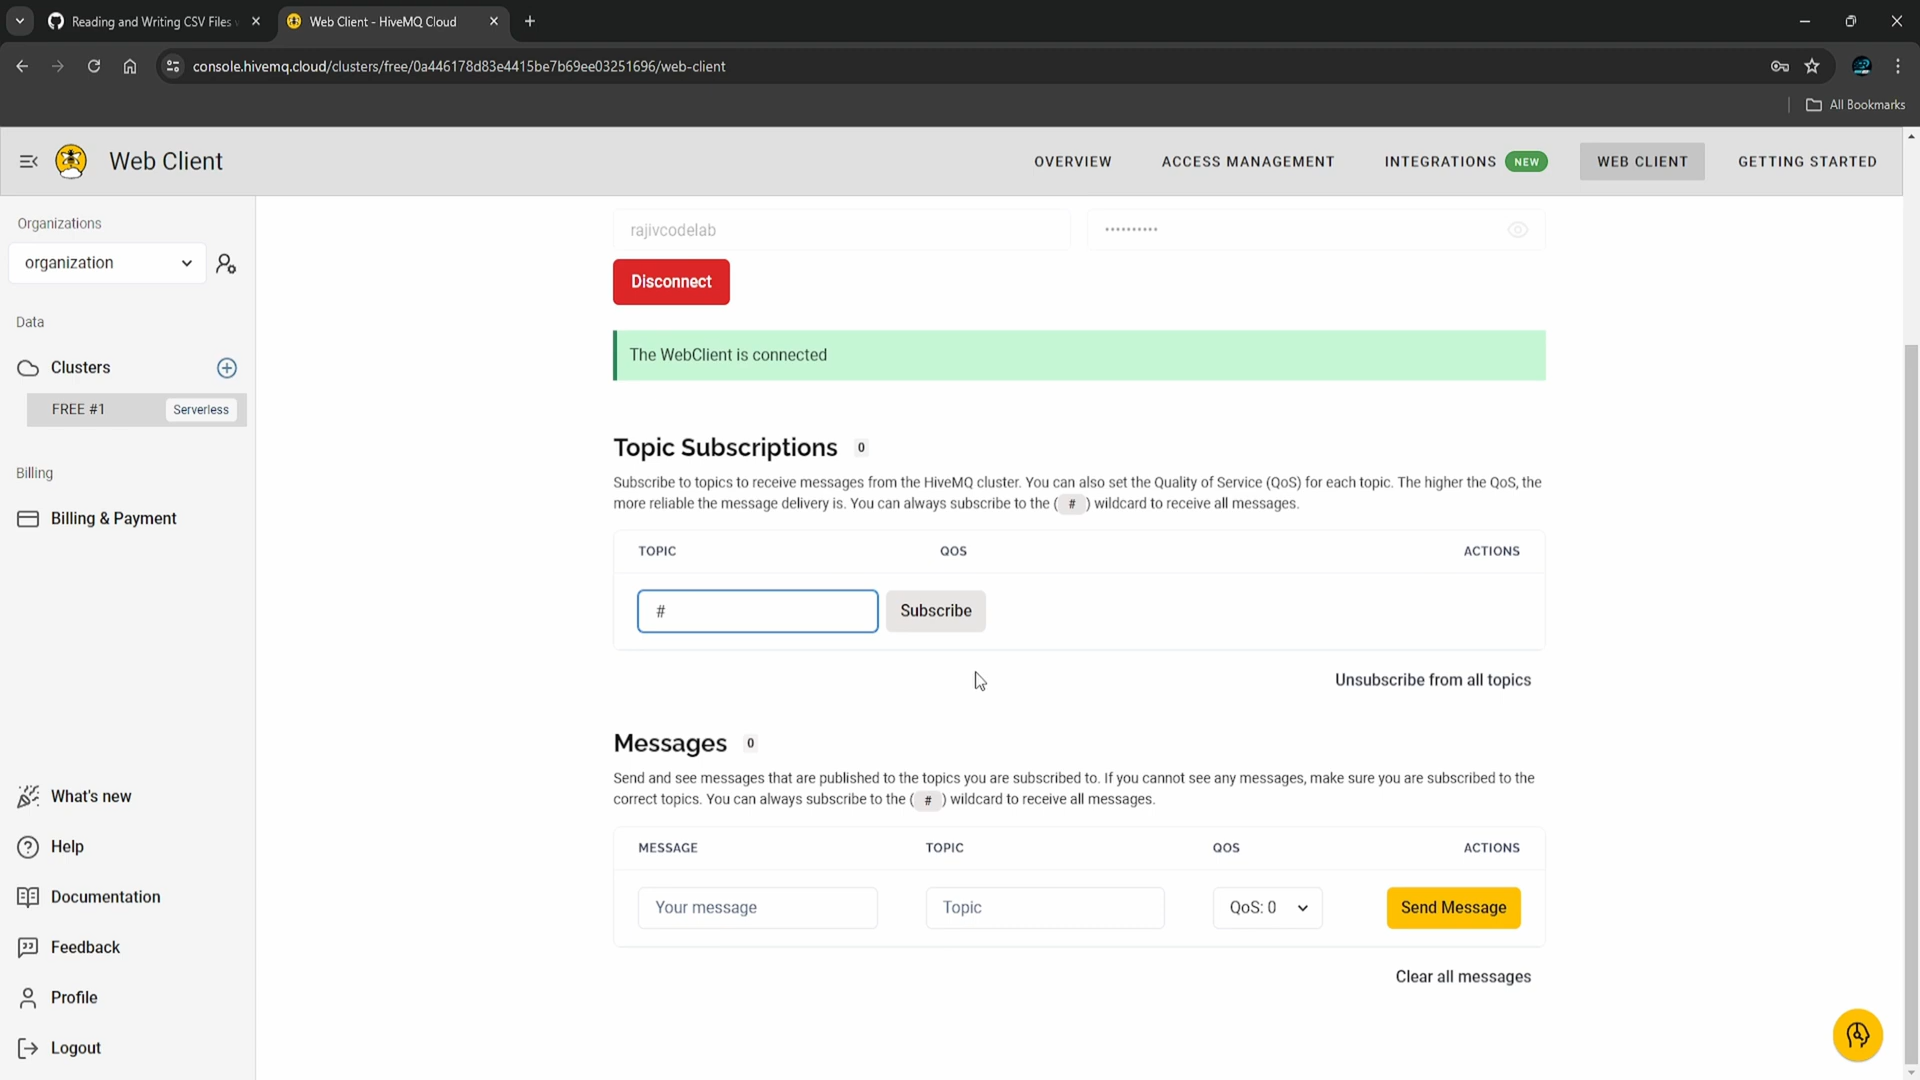 Reading and Writing CSV Files
Web Client - HiveMQ Cloud
console.hivemq.cloud/clusters/free/0a446178d83e4415be7b69ee03251696/web-client
All Bookmarks
Web Client
OVERVIEW
ACCESS MANAGEMENT
INTEGRATIONS NEW
WEB CLIENT
GETTING STARTED
Organizations
organization
Data
Clusters
FREE #1 Serverless
Billing
Billing & Payment
What's new
Help
Documentation
Feedback
Profile
Logout
rajivcodelab ••••••••••
Disconnect
The WebClient is connected
Topic Subscriptions 0
Subscribe to topics to receive messages from the HiveMQ cluster. You can also set the Quality of Service (QoS) for each topic. The higher the QoS, the
more reliable the message delivery is. You can always subscribe to the ( # ) wildcard to receive all messages.
TOPIC QOS ACTIONS
# Subscribe
Unsubscribe from all topics
Messages 0
Send and see messages that are published to the topics you are subscribed to. If you cannot see any messages, make sure you are subscribed to the
correct topics. You can always subscribe to the ( # ) wildcard to receive all messages.
MESSAGE TOPIC QOS ACTIONS
Your message Topic QoS: 0 Send Message
Clear all messages